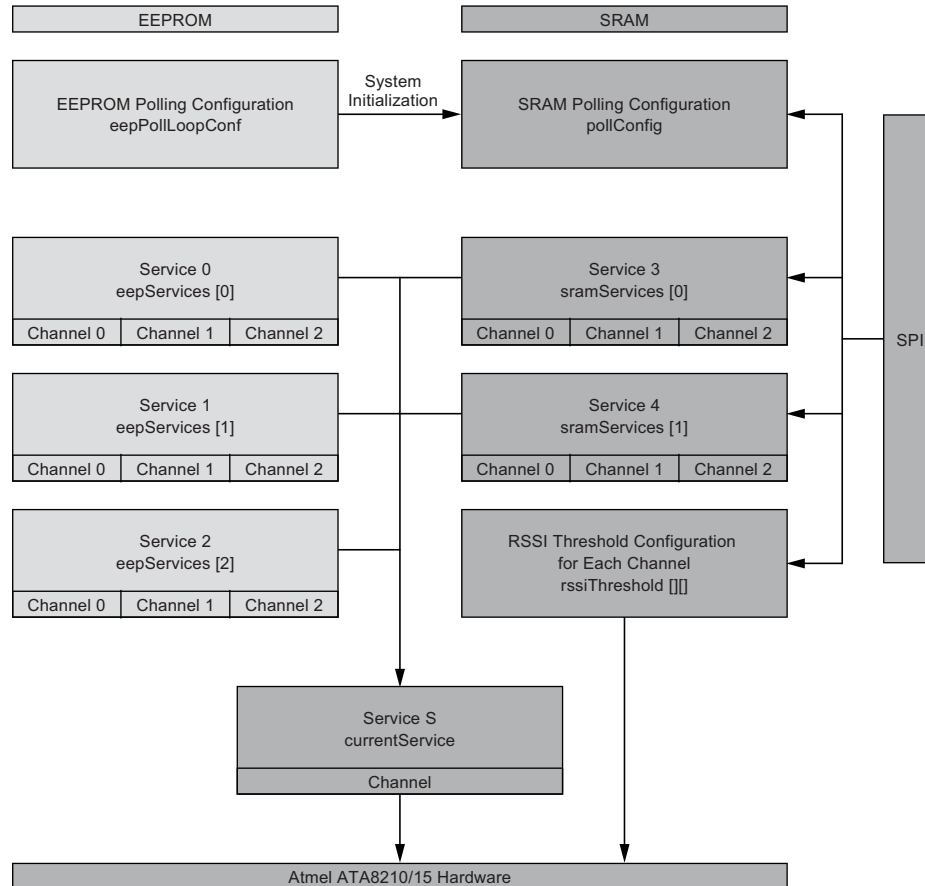 EEPROM
SRAM
EEPROM Polling Configuration
eepPollLoopConf
System
Initialization
SRAM Polling Configuration
pollConfig
Service 0
eepServices [0]
Channel 0 Channel 1 Channel 2
Service 3
sramServices [0]
Channel 0 Channel 1 Channel 2
SPI
Service 1
eepServices [1]
Channel 0 Channel 1 Channel 2
Service 4
sramServices [1]
Channel 0 Channel 1 Channel 2
Service 2
eepServices [2]
Channel 0 Channel 1 Channel 2
RSSI Threshold Configuration
for Each Channel
rssiThreshold [][]
Service S
currentService
Channel
Atmel ATA8210/15 Hardware